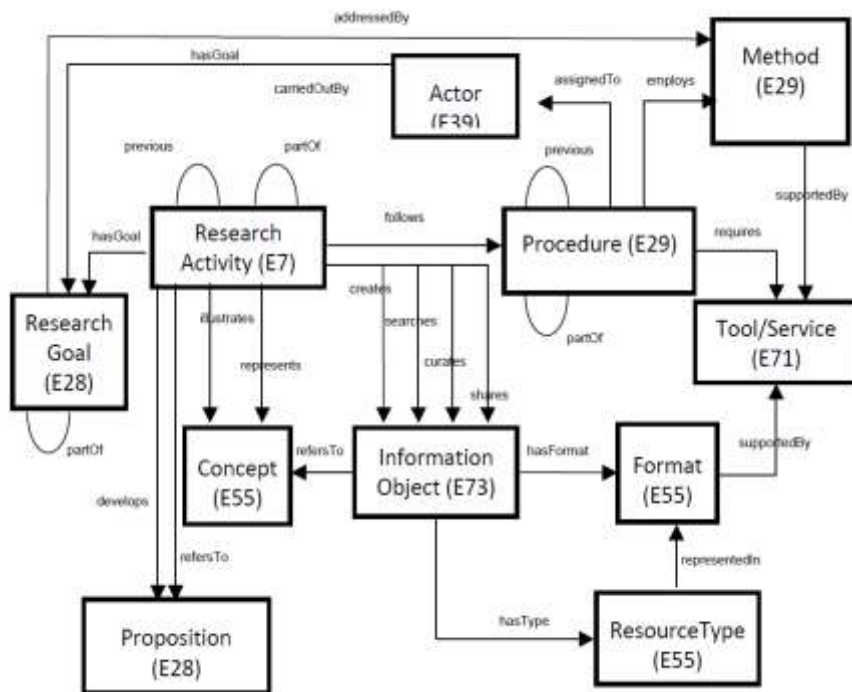 addressedBy
hasGoal
carriedOutBy
Actor
(E39)
assignedTo
employs
Method
(E29)
previous
partOf
previous
supportedBy
hasGoal
Research
Activity (E7)
follows
Procedure (E29)
requires
creates
illustrates
searches
Research
Goal
(E28)
partOf
Tool/Service
(E71)
represents
curates
shares
partOf
Concept
(E55)
refersTo
Information
Object (E73)
hasFormat
Format
(E55)
supportedBy
develops
refersTo
representedIn
Proposition
(E28)
hasType
ResourceType
(E55)